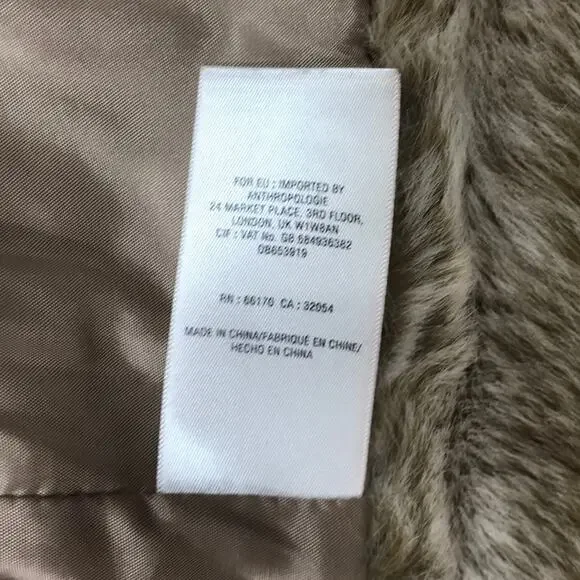 FOR EU : IMPORTED BY
ANTHROPOLOGIE
24 MARKET PLACE, 3RD FLOOR,
LONDON, UK W1W8AN
CIF : VAT No. GB 684936382
OB653919
RN : 66170 CA : 32054
MADE IN CHINA/FABRIQUÉ EN CHINE/
HECHO EN CHINA